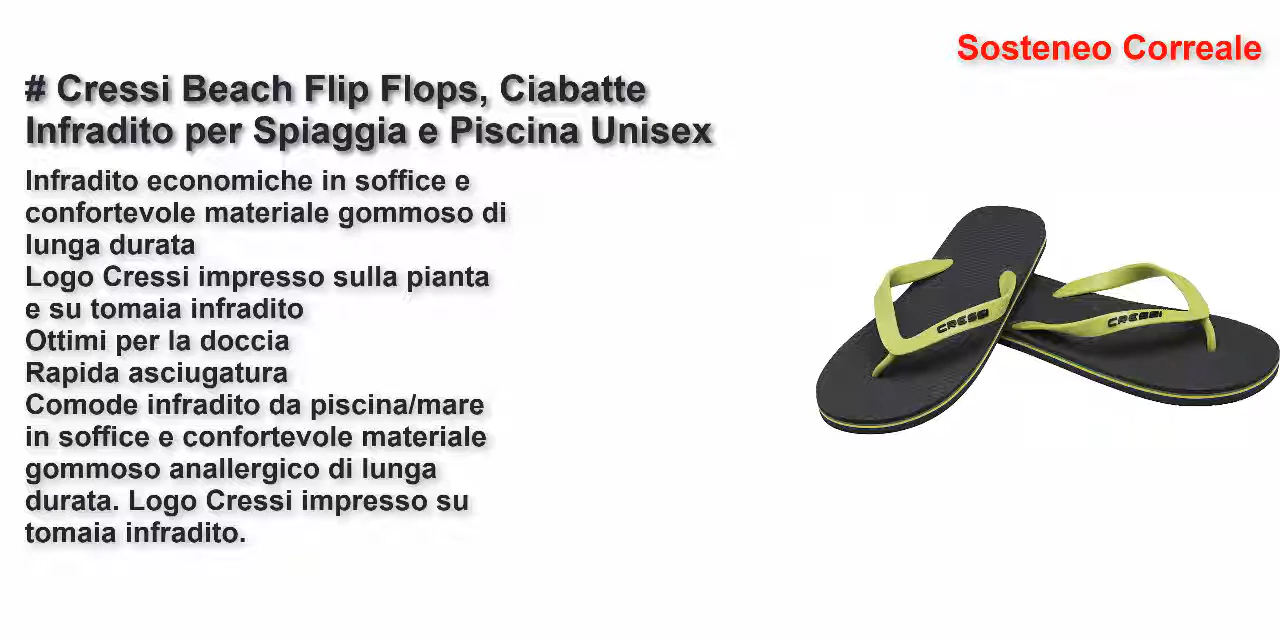 Sosteneo Correale
# Cressi Beach Flip Flops, Ciabatte
Infradito per Spiaggia e Piscina Unisex
Infradito economiche in soffice e
confortevole materiale gommoso di
lunga durata
Logo Cressi impresso sulla pianta
e su tomaia infradito
Ottimi per la doccia
Rapida asciugatura
Comode infradito da piscina/mare
in soffice e confortevole materiale
gommoso anallergico di lunga
durata. Logo Cressi impresso su
tomaia infradito.
CRESSI
CRESSI